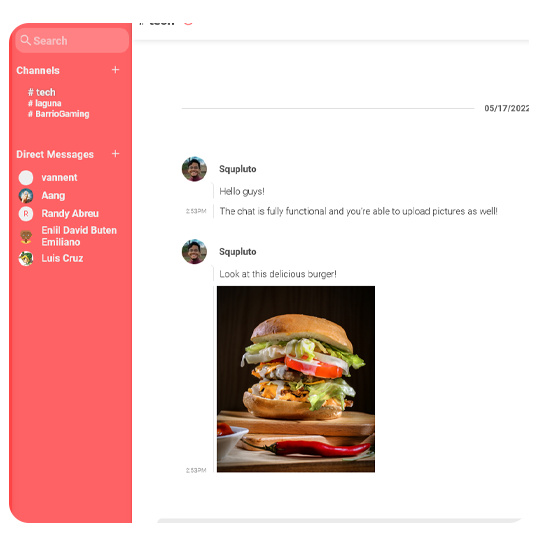 # tech
Search
Channels +
# tech
# laguna
# BarrioGaming
Direct Messages +
vannent
Aang
R Randy Abreu
Enlil David Buten
Emiliano
Luis Cruz
05/17/2022
Squpluto
Hello guys!
2:53PM The chat is fully functional and you're able to upload pictures as well!
Squpluto
Look at this delicious burger!
2:53PM